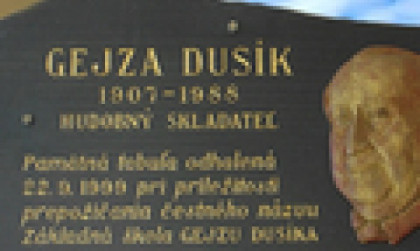 GEJZA DUSÍK
1907-1988
HUDOBNÝ SKLADATEĽ
Pamätná tabuľa odhalená
22.9.1999 pri príležitosti
prepožičania čestného názvu
Základná škola GEJZU DUSÍKA